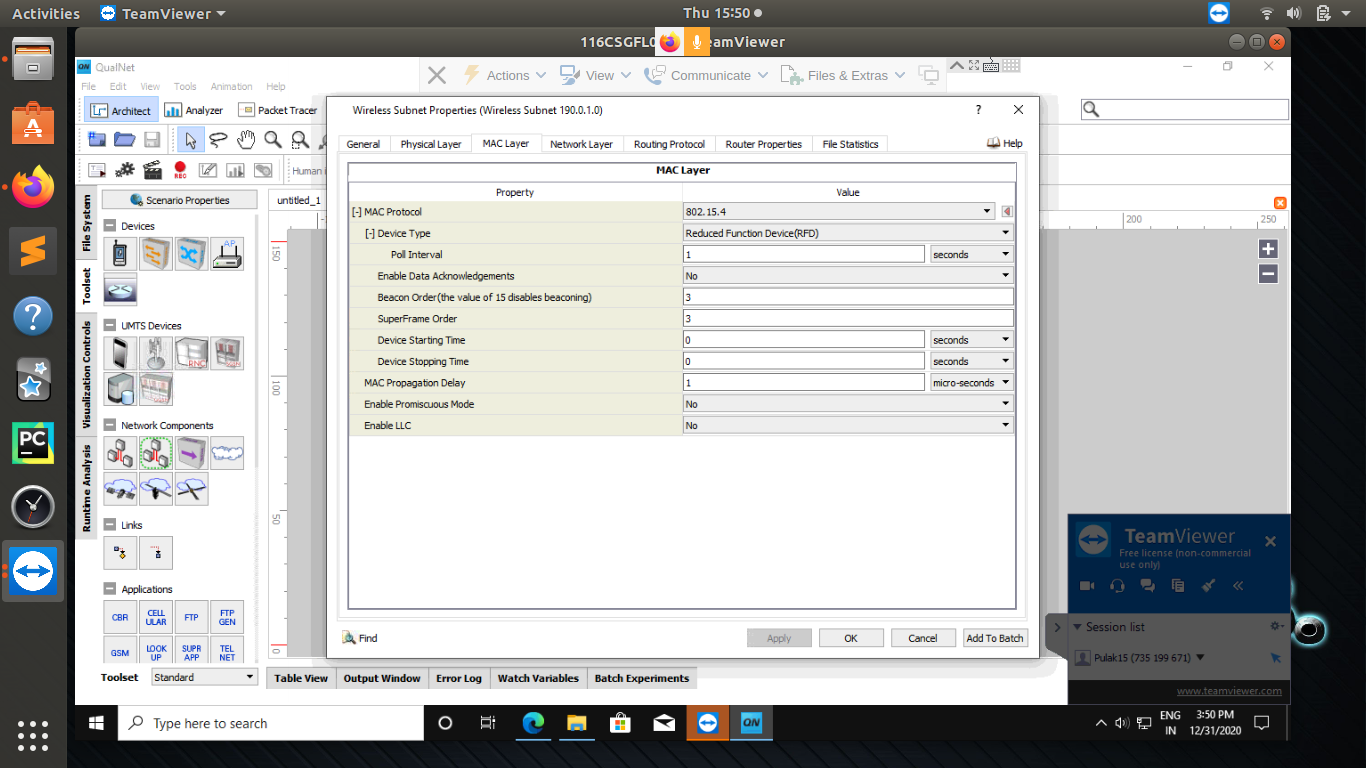 Activities TeamViewer Thu 15:50
116CSGFL0 eamViewer
QualNet
Actions View Communicate Files & Extras
File Edit View Tools Animation Help
Architect Analyzer Packet Tracer
REC Human i
Scenario Properties
untitled_1
File System
Toolset
Visualization Controls
Runtime Analysis
Devices
AP
UMTS Devices
RNC
Network Components
Links
Applications
CBR CELL ULAR FTP FTP GEN
GSM LOOK UP SUPR APP TEL NET
Toolset Standard
150
100
50
0
200 250
Wireless Subnet Properties (Wireless Subnet 190.0.1.0) ?
General Physical Layer MAC Layer Network Layer Routing Protocol Router Properties File Statistics Help
MAC Layer
Property Value
[-] MAC Protocol 802.15.4
[-] Device Type Reduced Function Device(RFD)
Poll Interval 1 seconds
Enable Data Acknowledgements No
Beacon Order(the value of 15 disables beaconing) 3
SuperFrame Order 3
Device Starting Time 0 seconds
Device Stopping Time 0 seconds
MAC Propagation Delay 1 micro-seconds
Enable Promiscuous Mode No
Enable LLC No
Find Apply OK Cancel Add To Batch
Table View Output Window Error Log Watch Variables Batch Experiments
TeamViewer
Free license (non-commercial
use only)
Session list
Pulak15 (735 199 671)
www.teamviewer.com
Type here to search
QN
ENG
IN
3:50 PM
12/31/2020
PC